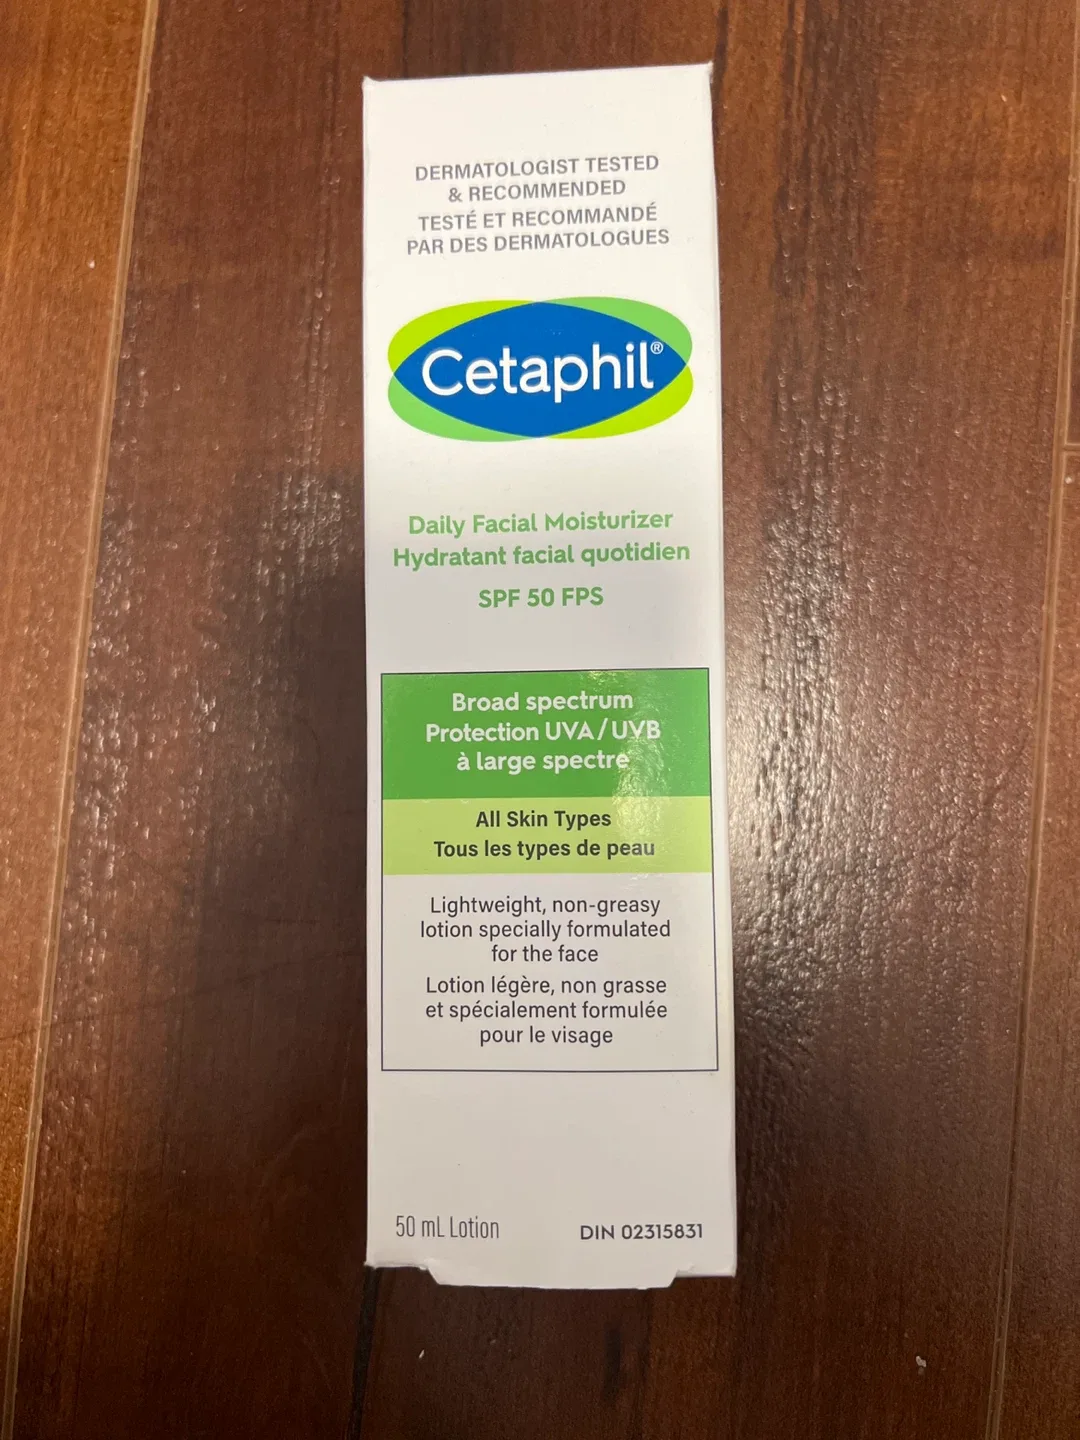 DERMATOLOGIST TESTED
& RECOMMENDED
TESTÉ ET RECOMMANDÉ
PAR DES DERMATOLOGUES
Cetaphil®
Daily Facial Moisturizer
Hydratant facial quotidien
SPF 50 FPS
Broad spectrum
Protection UVA/UVB
à large spectre
All Skin Types
Tous les types de peau
Lightweight, non-greasy
lotion specially formulated
for the face
Lotion légère, non grasse
et spécialement formulée
pour le visage
50 mL Lotion
DIN 02315831